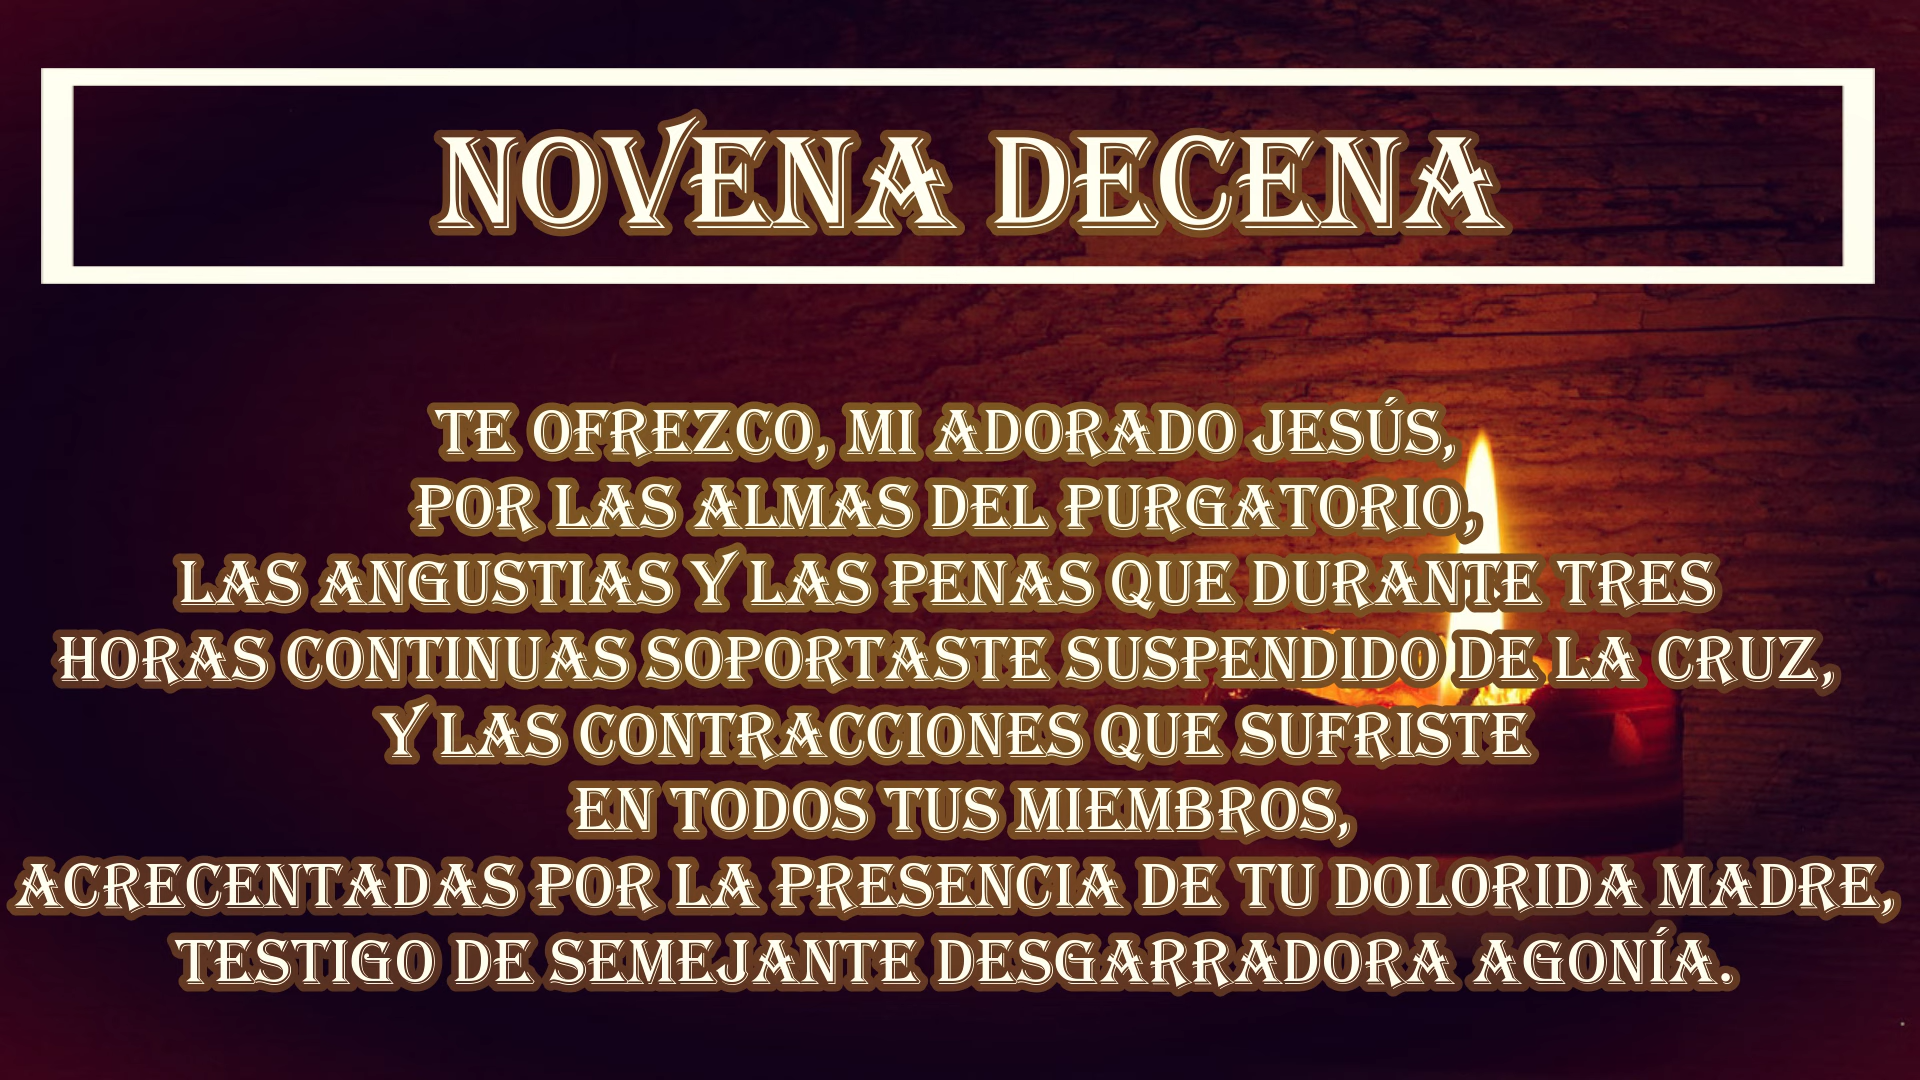 NOVENA DECENA
TE OFREZCO, MI ADORADO JESÚS,
POR LAS ALMAS DEL PURGATORIO,
LAS ANGUSTIAS Y LAS PENAS QUE DURANTE TRES
HORAS CONTINUAS SOPORTASTE SUSPENDIDO DE LA CRUZ,
Y LAS CONTRACCIONES QUE SUFRISTE
EN TODOS TUS MIEMBROS,
ACRECENTADAS POR LA PRESENCIA DE TU DOLORIDA MADRE,
TESTIGO DE SEMEJANTE DESGARRADORA AGONÍA.